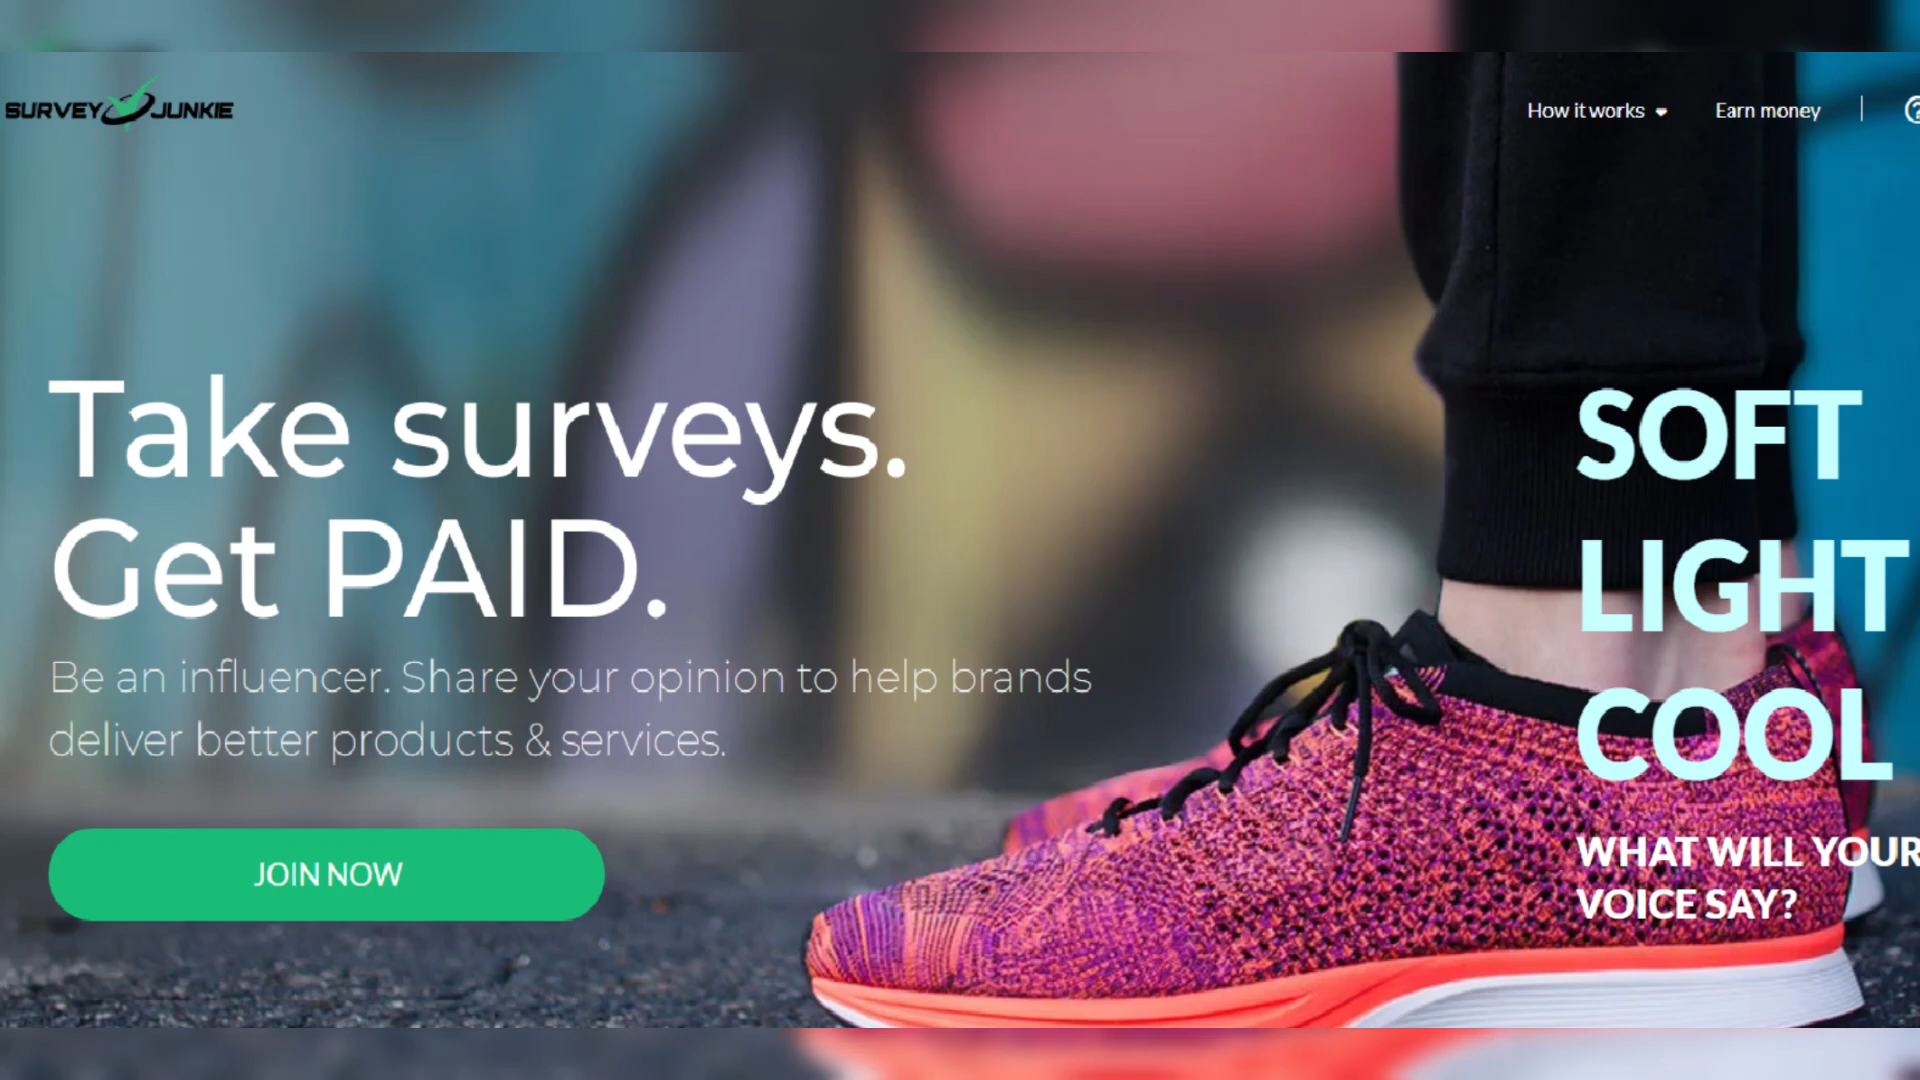 SURVEY JUNKIE
How it works
Earn money
Take surveys.
Get PAID.
Be an influencer. Share your opinion to help brands
deliver better products & services.
JOIN NOW
SOFT
LIGHT
COOL
WHAT WILL YOUR
VOICE SAY?